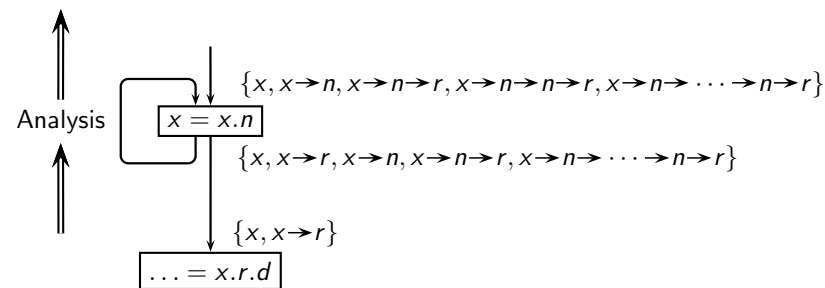 {x, x→n, x→n→r, x→n→n→r, x→n→ ··· →n→r}
Analysis
x = x.n
{x, x→r, x→n, x→n→r, x→n→ ··· →n→r}
{x, x→r}
... = x.r.d